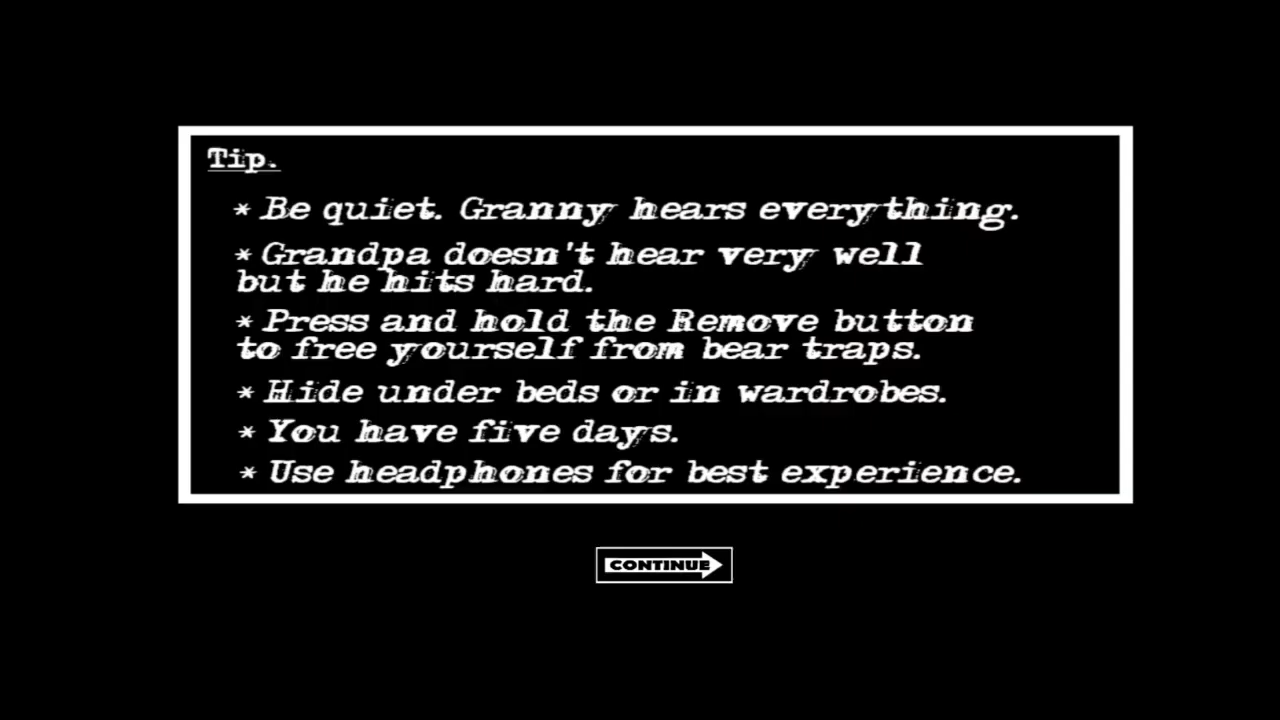 Tip.
* Be quiet. Granny hears everything.
* Grandpa doesn't hear very well
but he hits hard.
* Press and hold the Remove button
to free yourself from bear traps.
* Hide under beds or in wardrobes.
* You have five days.
* Use headphones for best experience.
CONTINUE